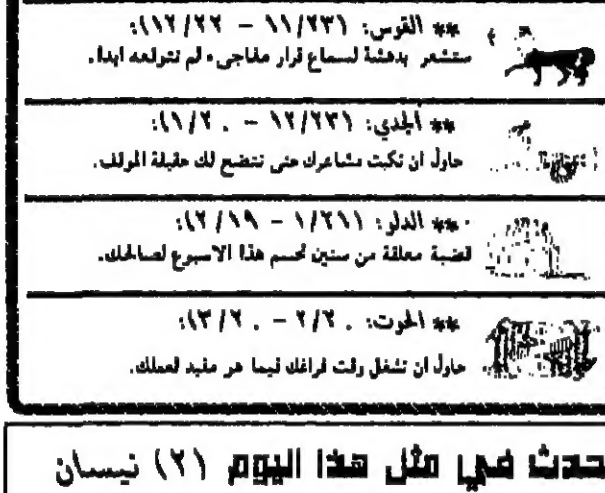 ** القوس: (١١/٢٣ – ١٢/٢٢):
ستشعر بدهشة لسماع قرار مفاجىء لم تتوقعه ابدا.
** الجدي: (١٢/٢٣ – ١/٢٠):
حاول ان تكبت مشاعرك حتى تتضح لك حقيقة الموقف.
** الدلو: (١/٢١ – ٢/١٩):
قضية معلقة من سنين تحسم هذا الاسبوع لصالحك.
** الحوت: (٢/٢٠ – ٣/٢٠):
حاول ان تشغل وقت فراغك فيما هو مفيد لعملك.
حدث في مثل هذا اليوم (٢) نيسان